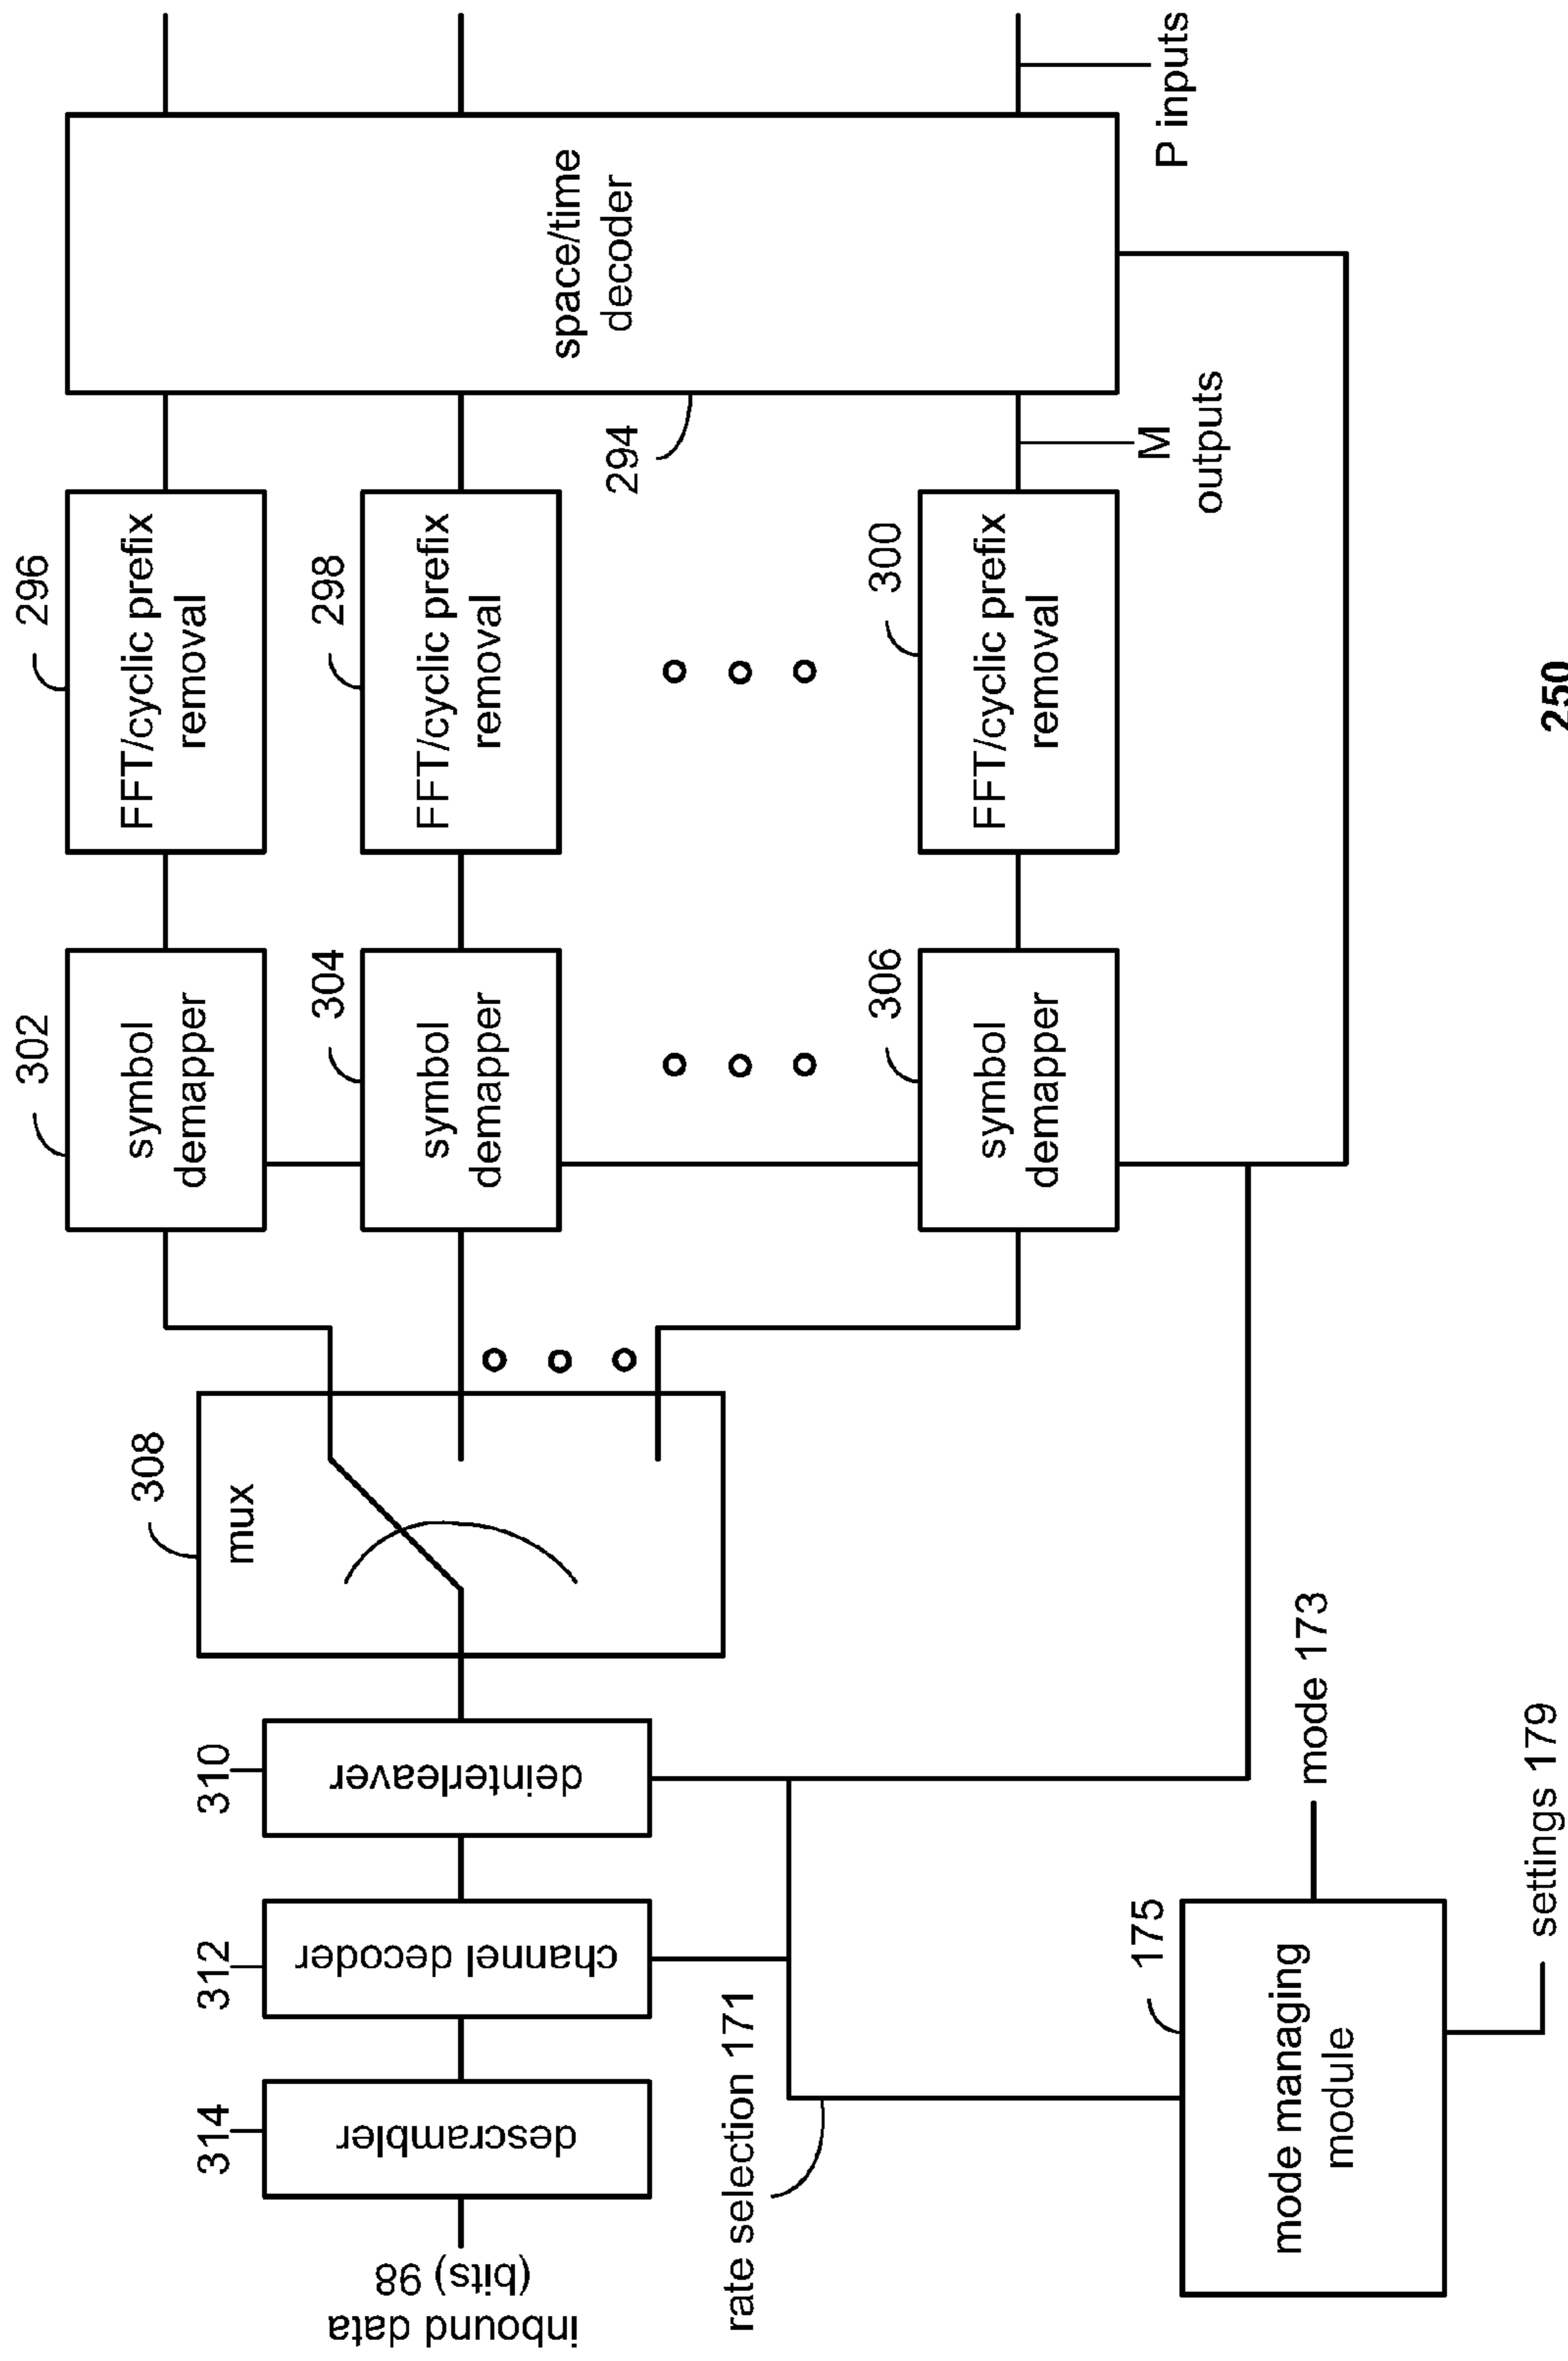 inbound data
(bits) 98
314
descrambler
312
channel decoder
310
deinterleaver
308
mux
302
symbol
demapper
304
symbol
demapper
306
symbol
demapper
296
FFT/cyclic prefix
removal
298
FFT/cyclic prefix
removal
300
FFT/cyclic prefix
removal
294
space/time
decoder
M
outputs
P inputs
rate selection 171
175
mode managing
module
mode 173
settings 179
250